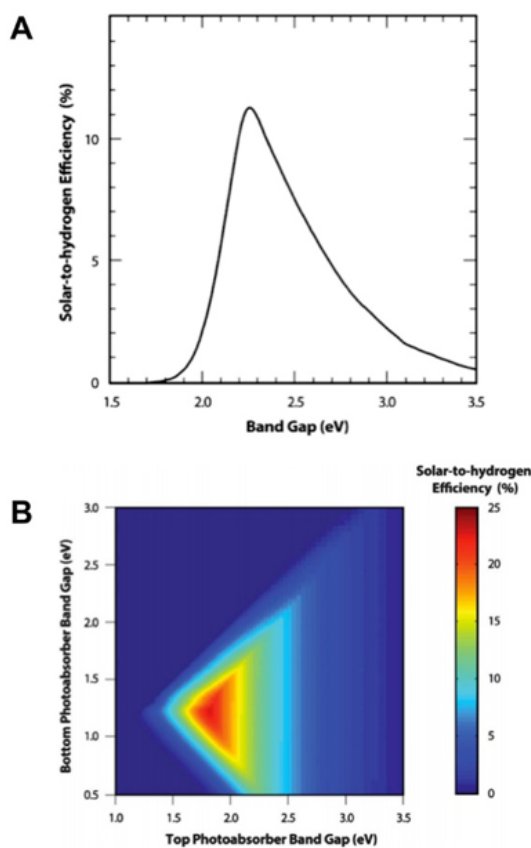 A
Solar-to-hydrogen Efficiency (%)
10
5
0
1.5 2.0 2.5 3.0 3.5
Band Gap (eV)
B
Solar-to-hydrogen
Efficiency (%)
Bottom Photoabsorber Band Gap (eV)
3.0
2.5
2.0
1.5
1.0
0.5
1.0 1.5 2.0 2.5 3.0 3.5
Top Photoabsorber Band Gap (eV)
25
20
15
10
5
0